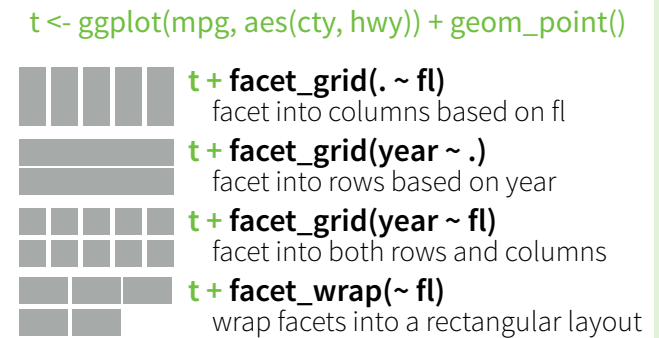 t <- ggplot(mpg, aes(cty, hwy)) + geom_point()
t + facet_grid(. ~ fl)
facet into columns based on fl
t + facet_grid(year ~ .)
facet into rows based on year
t + facet_grid(year ~ fl)
facet into both rows and columns
t + facet_wrap(~ fl)
wrap facets into a rectangular layout